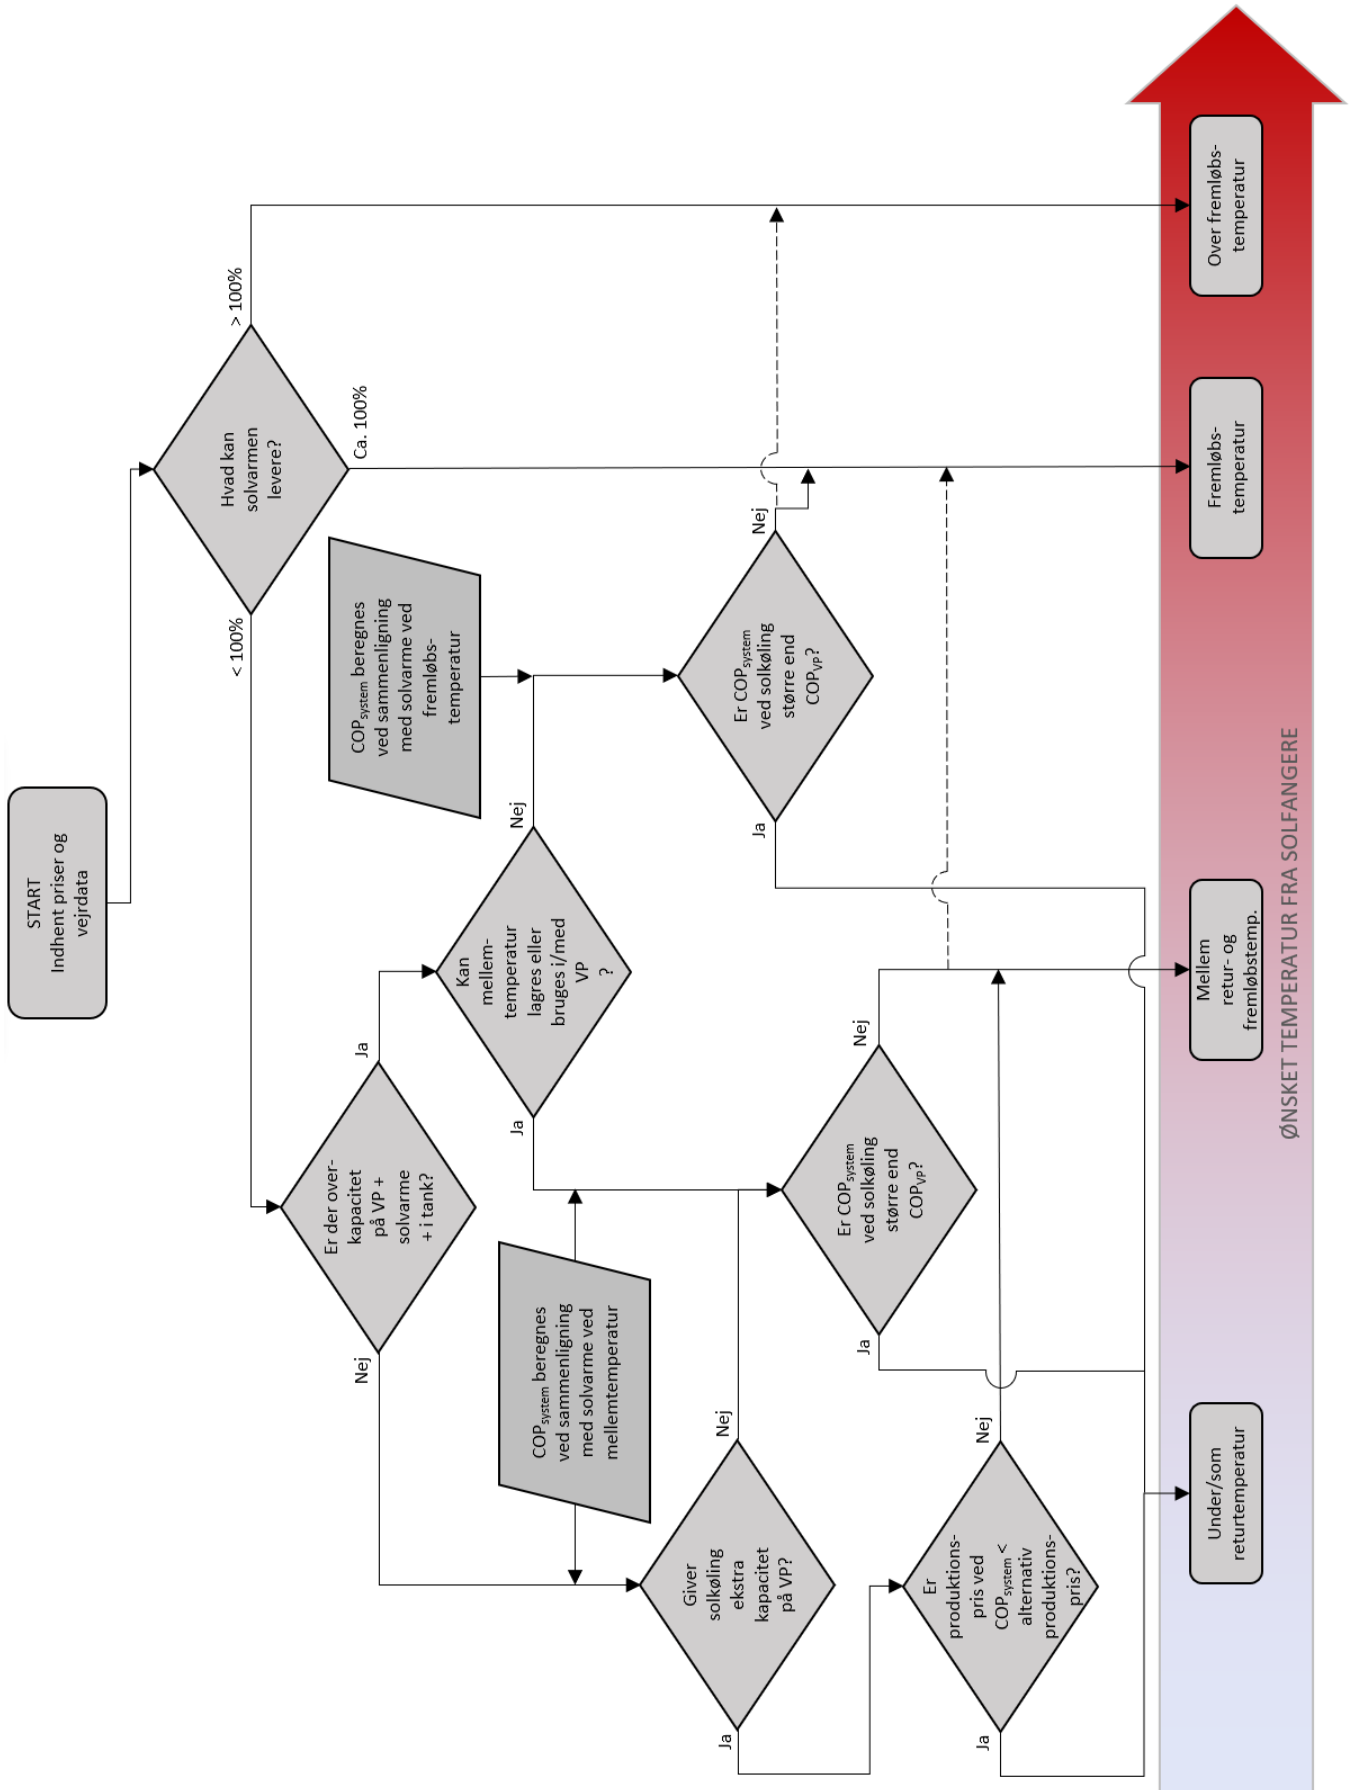 START
Indhent priser og
vejrdata
Hvad kan
solvarmen
levere?
< 100%
Ca. 100%
> 100%
Er der over-
kapacitet
på VP +
solvarme
+ i tank?
Nej
Ja
Kan
mellem-
temperatur
lagres eller
bruges i/med
VP
?
Ja
Nej
COPsystem beregnes
ved sammenligning
med solvarme ved
fremløbs-
temperatur
COPsystem beregnes
ved sammenligning
med solvarme ved
mellemtemperatur
Giver
solkøling
ekstra
kapacitet
på VP?
Ja
Nej
Er COPsystem
ved solkøling
større end
COPVP?
Ja
Nej
Er COPsystem
ved solkøling
større end
COPVP?
Ja
Nej
Er
produktions-
pris ved
COPsystem <
alternativ
produktions-
pris?
Ja
Nej
Under/som
returtemperatur
Mellem
retur- og
fremløbstemp.
Fremløbs-
temperatur
Over fremløbs-
temperatur
ØNSKET TEMPERATUR FRA SOLFANGERE